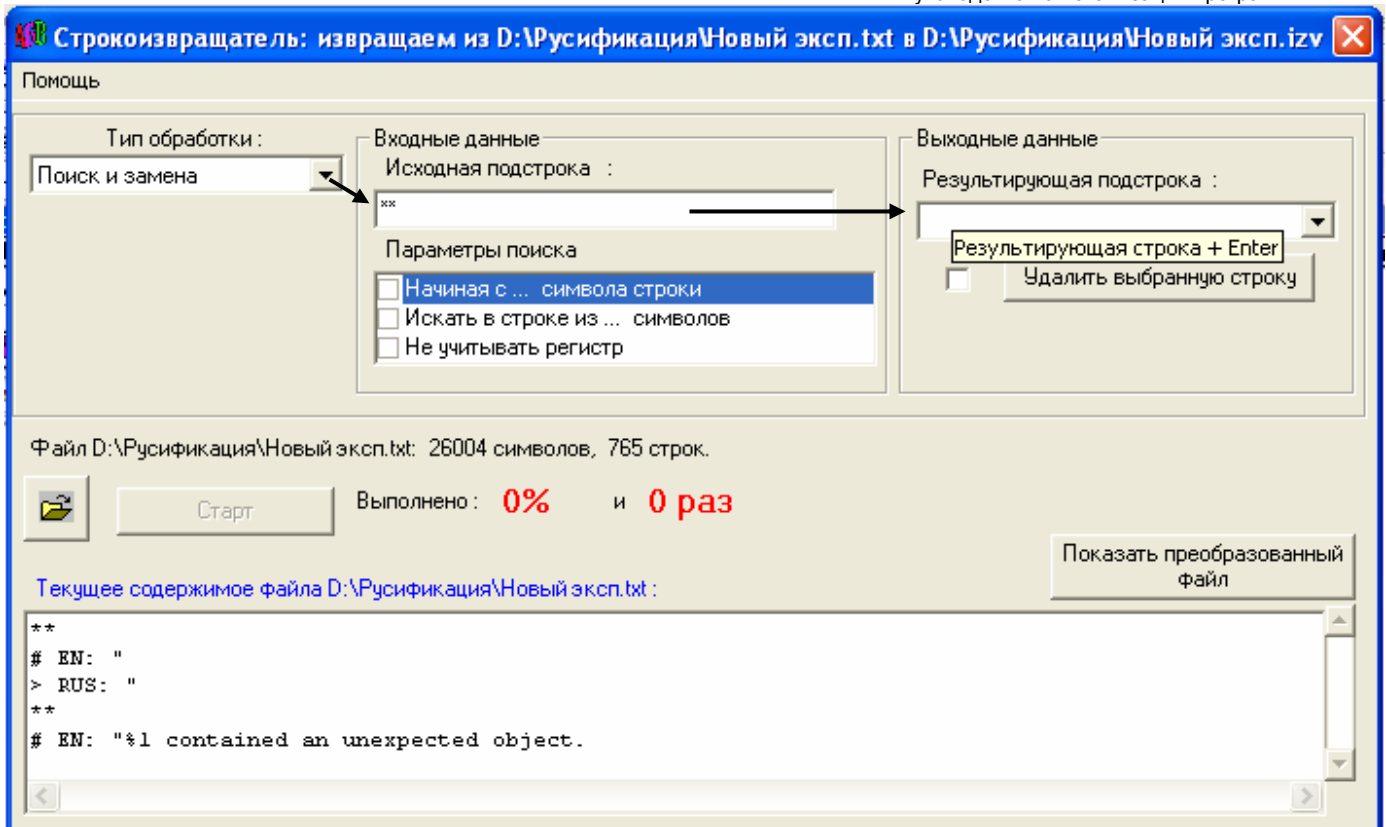 Строкоизвращатель: извращаем из D:\Русификация\Новый эксп.txt в D:\Русификация\Новый эксп.izv
Помощь
Тип обработки :
Поиск и замена
Входные данные
Исходная подстрока :
**
Параметры поиска
Начиная с ... символа строки
Искать в строке из ... символов
Не учитывать регистр
Выходные данные
Результирующая подстрока :
Результирующая строка + Enter
Удалить выбранную строку
Файл D:\Русификация\Новый эксп.txt: 26004 символов, 765 строк.
Старт
Выполнено : 0% и 0 раз
Показать преобразованный
файл
Текущее содержимое файла D:\Русификация\Новый эксп.txt :
**
# EN: "
> RUS: "
**
# EN: "%1 contained an unexpected object.